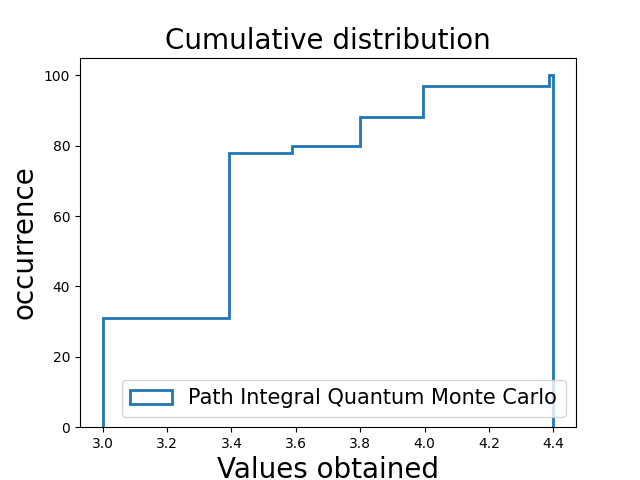 Cumulative distribution
occurrence
100
80
60
40
20
0
Path Integral Quantum Monte Carlo
3.0 3.2 3.4 3.6 3.8 4.0 4.2 4.4
Values obtained